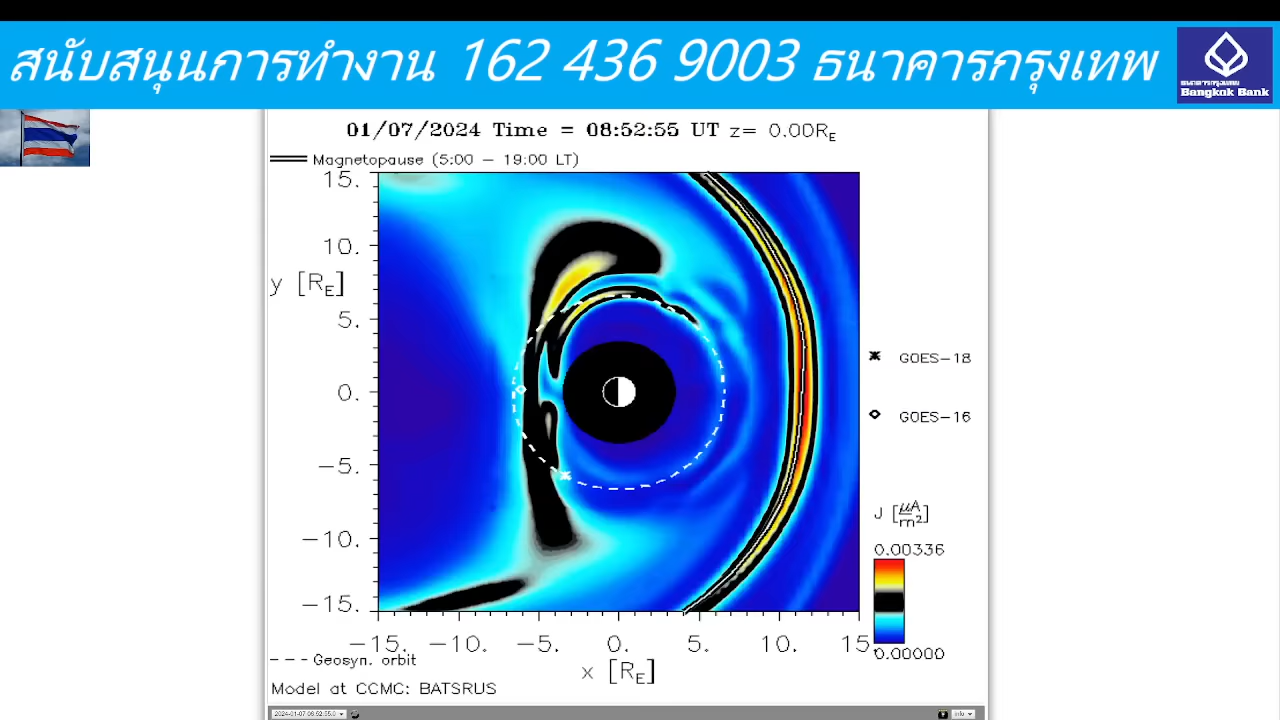 สนับสนุนการทำงาน 162 436 9003 ธนาคารกรุงเทพ
Bangkok Bank
01/07/2024 Time = 08:52:55 UT z= 0.00RE
Magnetopause (5:00 – 19:00 LT)
15.
10.
y [RE]
5.
0.
−5.
−10.
−15.
−15. −10. −5. 0. 5. 10. 15.
x [RE]
GOES-18
GOES-16
J [μA/m2]
0.00336
0.00000
Geosyn. orbit
Model at CCMC: BATSRUS
Info